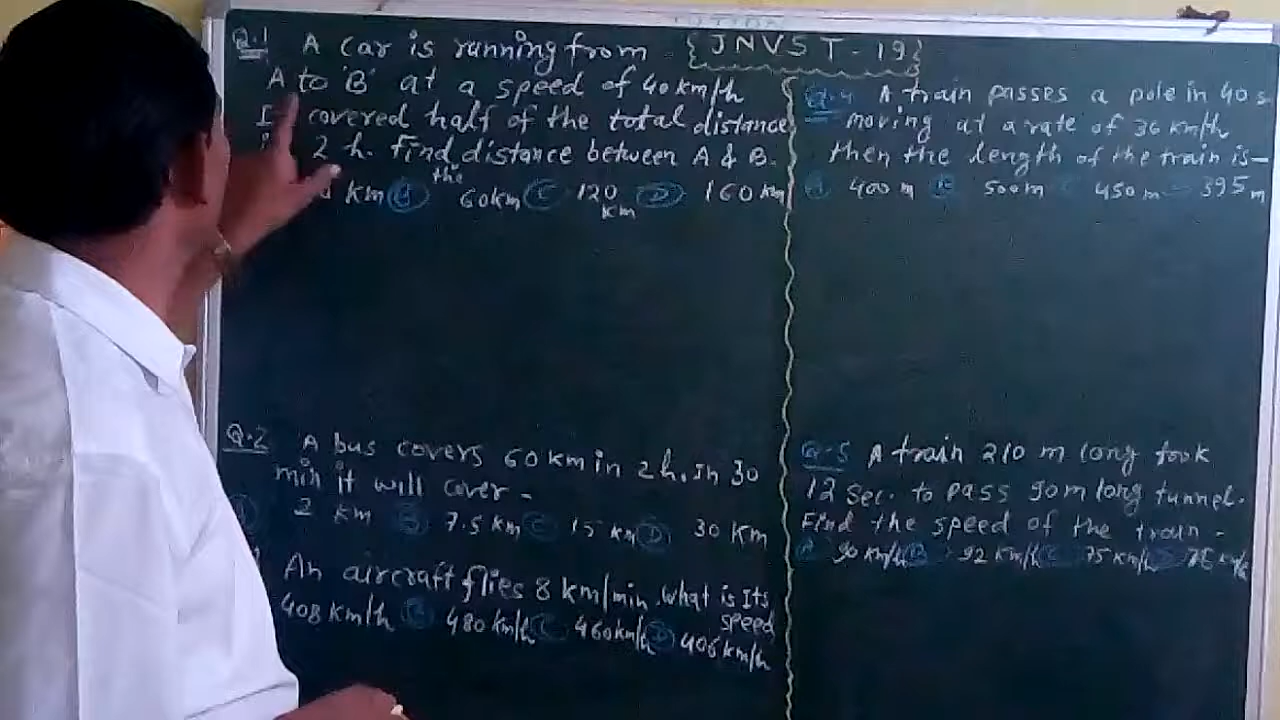 Q.1 A car is running from
A to 'B' at a speed of 40 km/h
covered half of the total distance
2 h. find the distance between A & B.
km B 60km C 120 km D 160 km
Q.2 A bus covers 60 km in 2 h. In 30
min it will cover -
2 km B 7.5 km C 15 km D 30 km
An aircraft flies 8 km/min. What is Its
speed
408 km/h B 480 km/h C 460 km/h D 406 km/h
{JNVST-19}
Q.4 A train passes a pole in 40 s
moving at a rate of 36 km/h
then the length of the train is -
A 400 m B 500m C 450 m 395 m
Q.5 A train 210 m long took
12 sec. to pass 90m long tunnel.
Find the speed of the train -
A 90 km/h B 92 km/h C 75 km/h